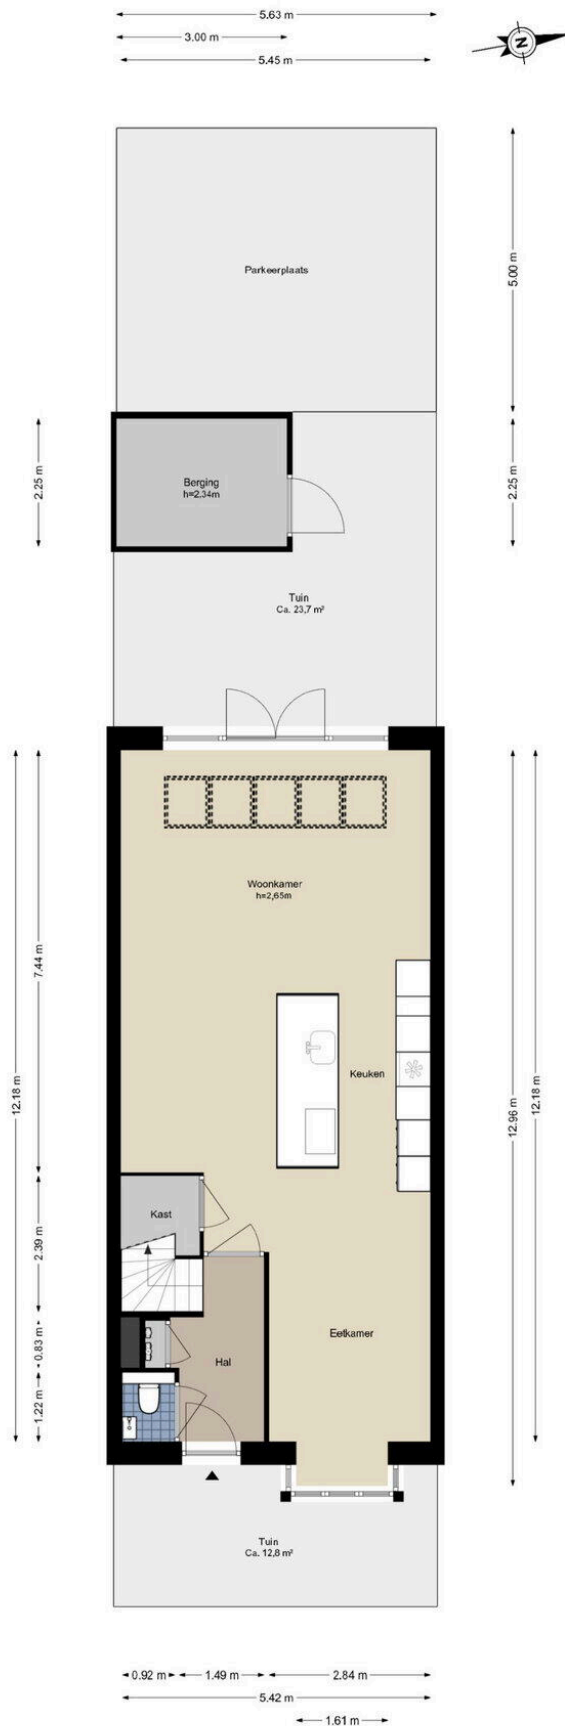 5.63 m
3.00 m
5.45 m
N
Parkeerplaats
5.00 m
2.25 m
2.25 m
Berging
h=2,34m
Tuin
Ca. 23,7 m²
Woonkamer
h=2,65m
7.44 m
Keuken
12.18 m
12.96 m
12.18 m
Kast
2.39 m
Eetkamer
0.83 m
Hal
1.22 m
Tuin
Ca. 12,8 m²
0.92 m
1.49 m
2.84 m
5.42 m
1.61 m